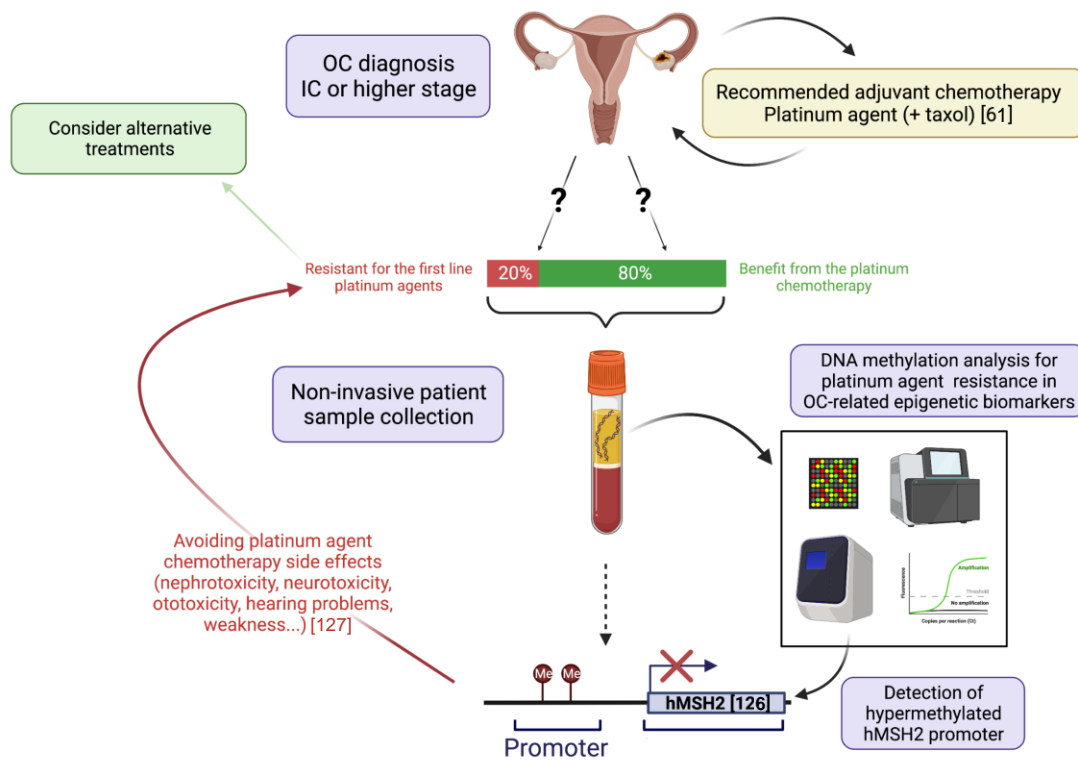 OC diagnosis
IC or higher stage
Recommended adjuvant chemotherapy
Platinum agent (+ taxol) [61]
Consider alternative
treatments
?
?
Resistant for the first line
platinum agents
20%
80%
Benefit from the platinum
chemotherapy
Non-invasive patient
sample collection
DNA methylation analysis for
platinum agent resistance in
OC-related epigenetic biomarkers
Fluorescence
Amplification
Threshold
No amplification
Copies per reaction (Ct)
Avoiding platinum agent
chemotherapy side effects
(nephrotoxicity, neurotoxicity,
ototoxicity, hearing problems,
weakness...) [127]
Me
Me
hMSH2 [126]
Promoter
Detection of
hypermethylated
hMSH2 promoter